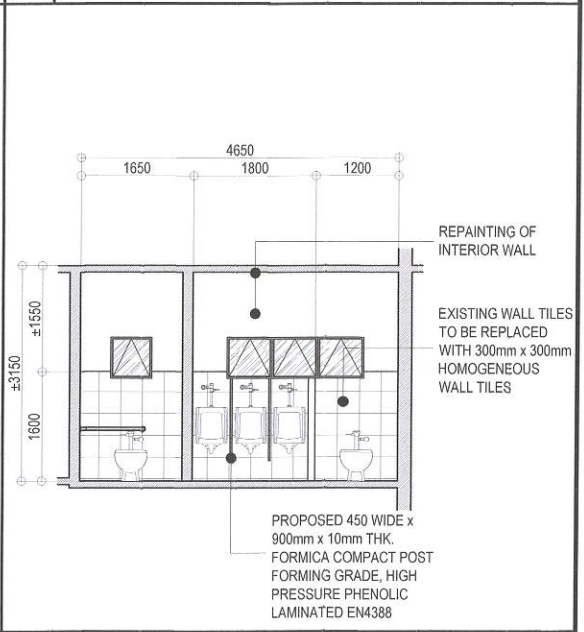 4650
1650
1800
1200
REPAINTING OF
INTERIOR WALL
±1550
±3150
1600
EXISTING WALL TILES
TO BE REPLACED
WITH 300mm x 300mm
HOMOGENEOUS
WALL TILES
PROPOSED 450 WIDE x
900mm x 10mm THK.
FORMICA COMPACT POST
FORMING GRADE, HIGH
PRESSURE PHENOLIC
LAMINATED EN4388